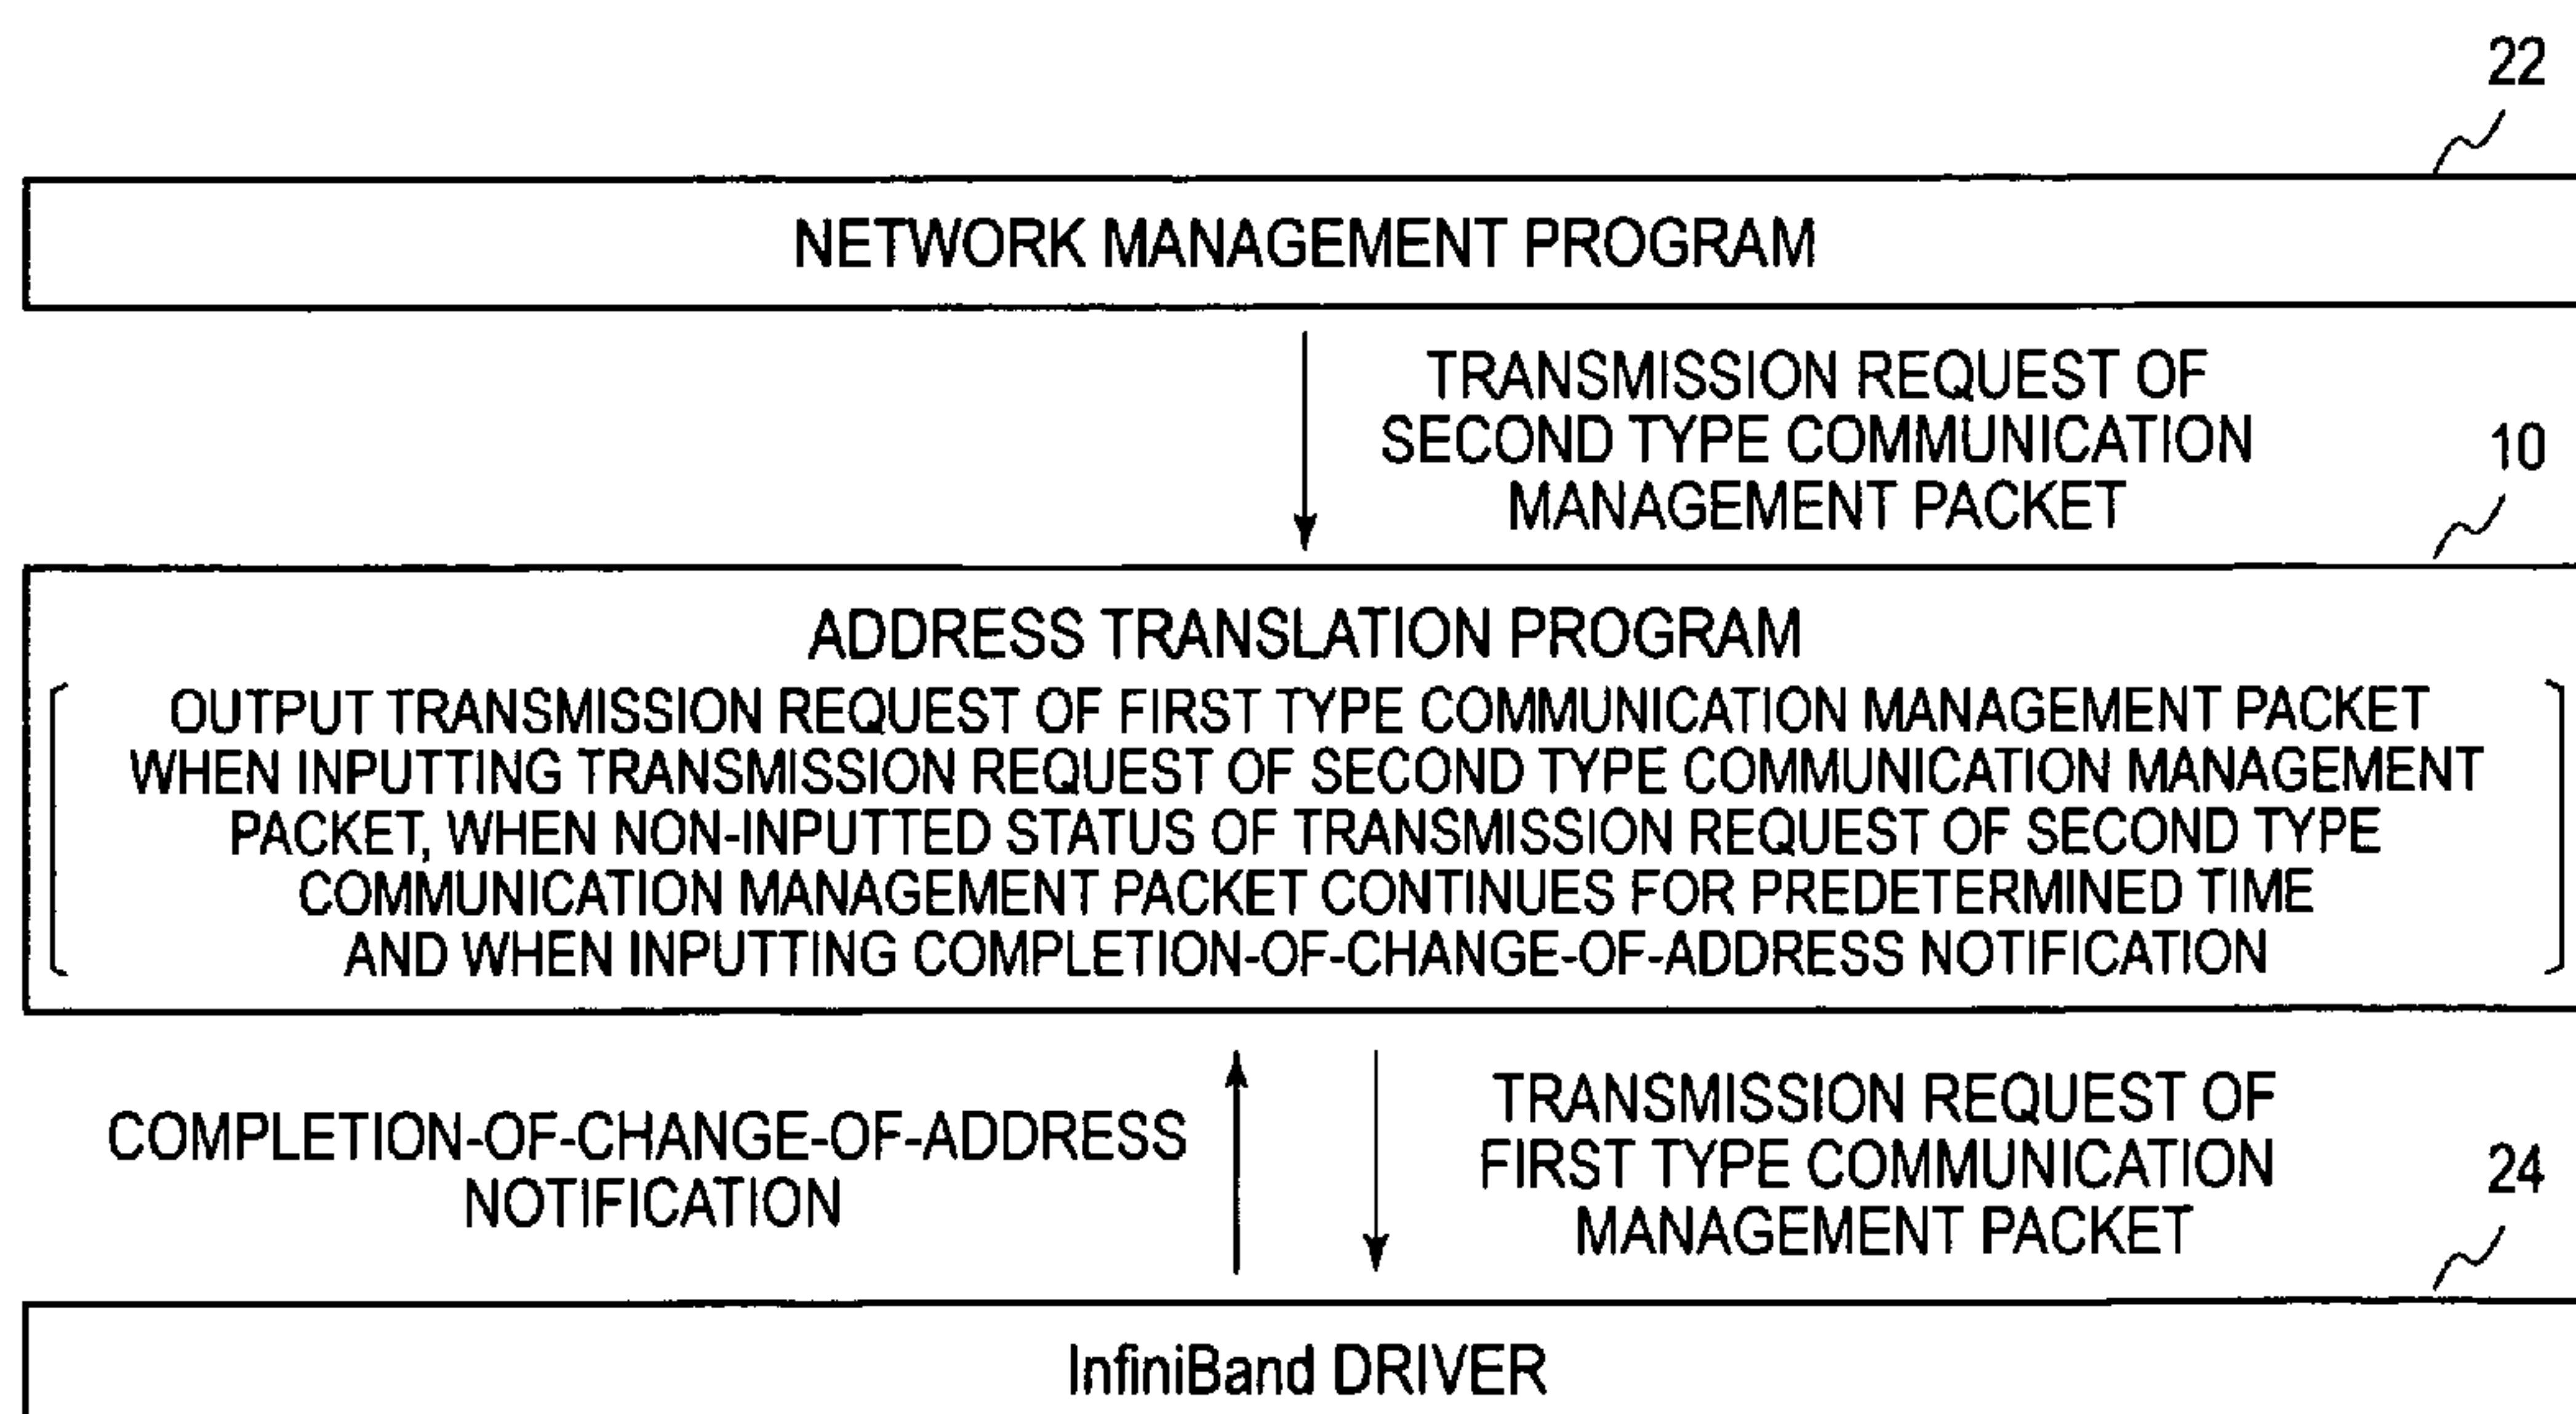 22
NETWORK MANAGEMENT PROGRAM
TRANSMISSION REQUEST OF
SECOND TYPE COMMUNICATION
MANAGEMENT PACKET
10
ADDRESS TRANSLATION PROGRAM
OUTPUT TRANSMISSION REQUEST OF FIRST TYPE COMMUNICATION MANAGEMENT PACKET
WHEN INPUTTING TRANSMISSION REQUEST OF SECOND TYPE COMMUNICATION MANAGEMENT
PACKET, WHEN NON-INPUTTED STATUS OF TRANSMISSION REQUEST OF SECOND TYPE
COMMUNICATION MANAGEMENT PACKET CONTINUES FOR PREDETERMINED TIME
AND WHEN INPUTTING COMPLETION-OF-CHANGE-OF-ADDRESS NOTIFICATION
COMPLETION-OF-CHANGE-OF-ADDRESS
NOTIFICATION
TRANSMISSION REQUEST OF
FIRST TYPE COMMUNICATION
MANAGEMENT PACKET
24
InfiniBand DRIVER